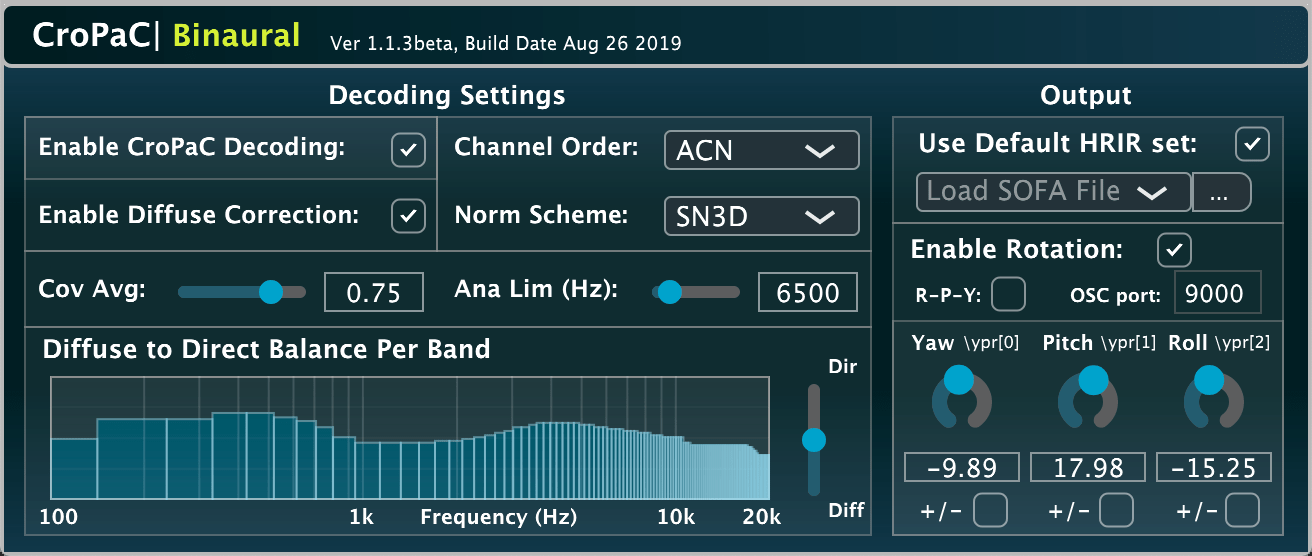 CroPaC| Binaural Ver 1.1.3beta, Build Date Aug 26 2019
Decoding Settings
Enable CroPaC Decoding:
Enable Diffuse Correction:
Channel Order: ACN
Norm Scheme: SN3D
Cov Avg: 0.75
Ana Lim (Hz): 6500
Diffuse to Direct Balance Per Band
Dir
Diff
100 1k Frequency (Hz) 10k 20k
Output
Use Default HRIR set:
Load SOFA File ...
Enable Rotation:
R-P-Y: OSC port: 9000
Yaw \ypr[0] Pitch \ypr[1] Roll \ypr[2]
-9.89 17.98 -15.25
+/- +/- +/-